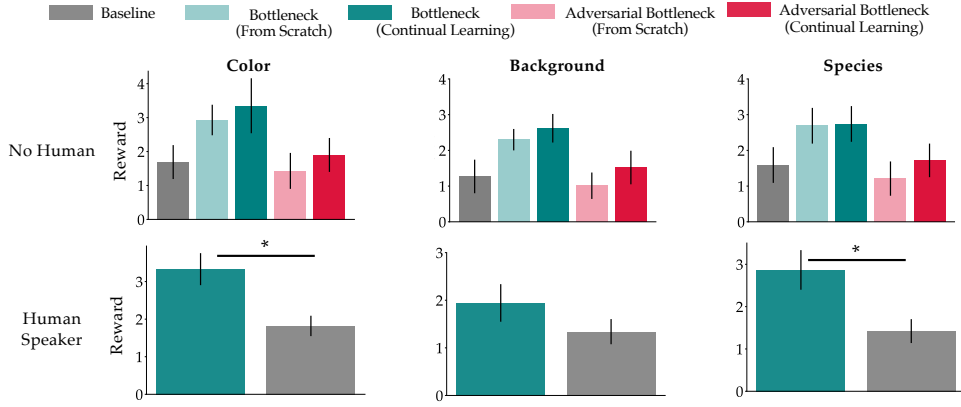 Baseline
Bottleneck
(From Scratch)
Bottleneck
(Continual Learning)
Adversarial Bottleneck
(From Scratch)
Adversarial Bottleneck
(Continual Learning)
Color
Background
Species
No Human
Reward
4
3
2
1
0
4
3
2
1
0
4
3
2
1
0
Human
Speaker
Reward
3
2
1
0
*
3
2
1
0
3
2
1
0
*